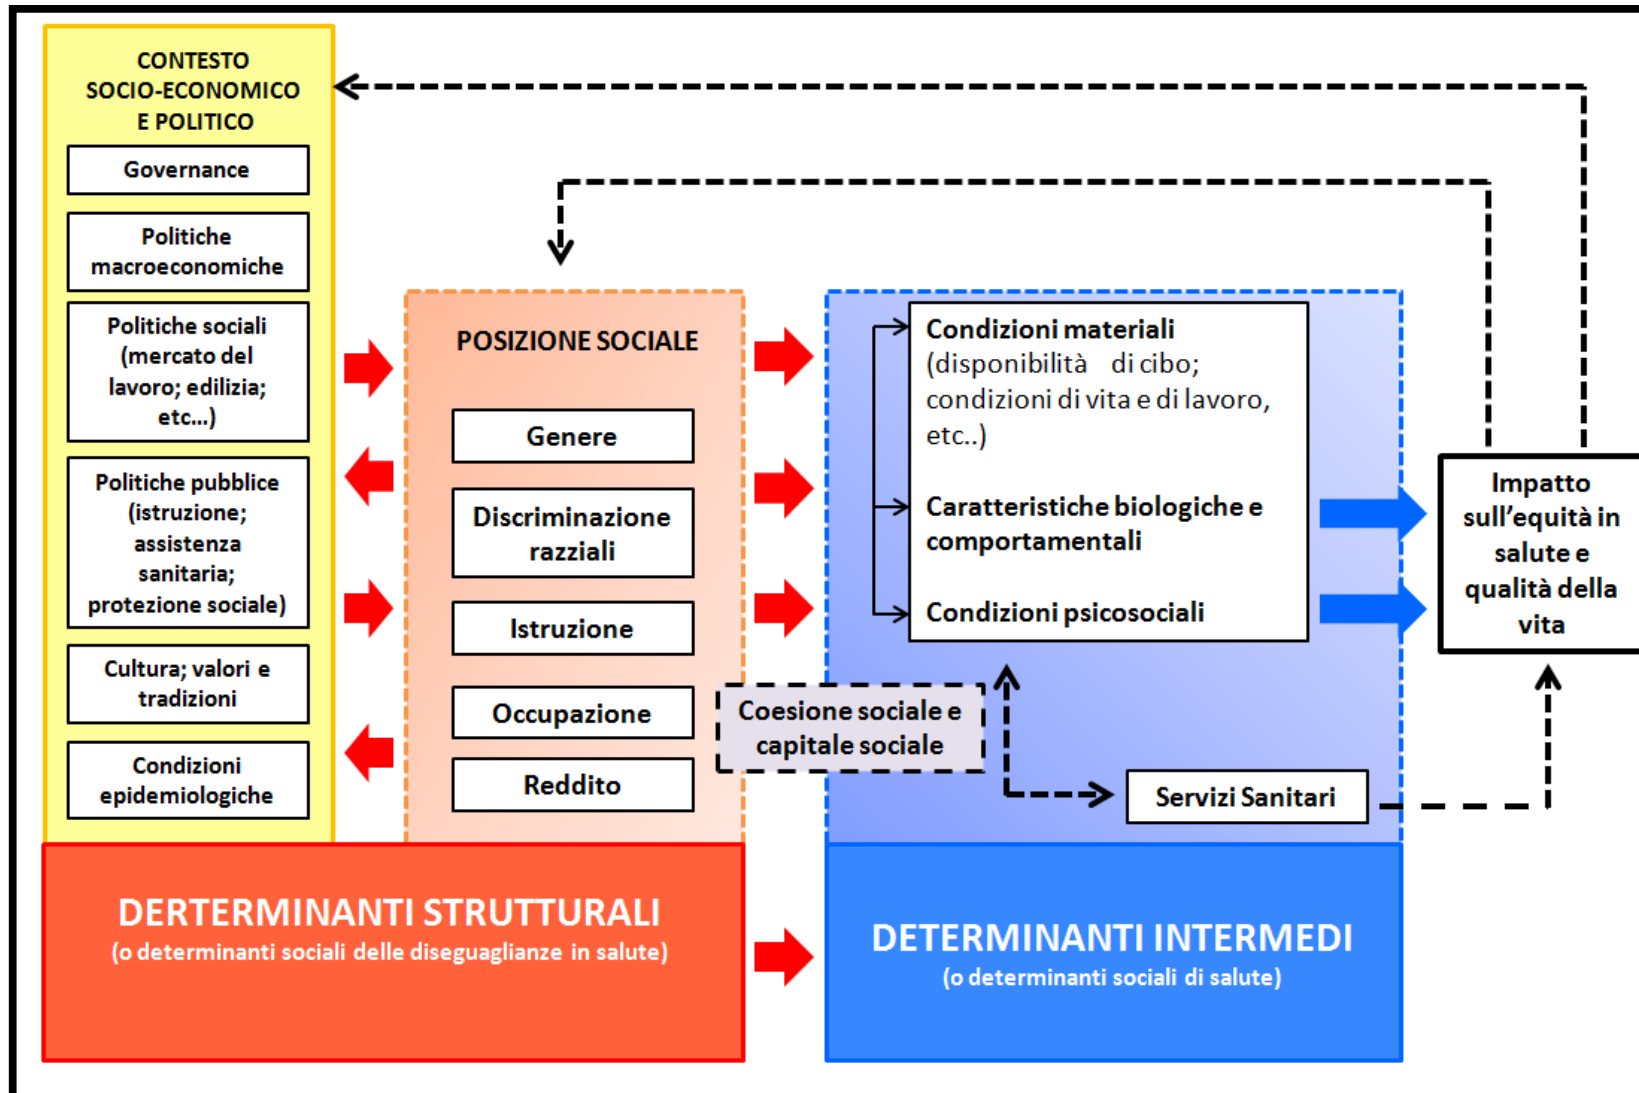 CONTESTO
SOCIO-ECONOMICO
E POLITICO
Governance
Politiche
macroeconomiche
Politiche sociali
(mercato del
lavoro; edilizia;
etc...)
Politiche pubblice
(istruzione;
assistenza
sanitaria;
protezione sociale)
Cultura; valori e
tradizioni
Condizioni
epidemiologiche
POSIZIONE SOCIALE
Genere
Discriminazione
razziali
Istruzione
Occupazione
Reddito
Coesione sociale e
capitale sociale
Condizioni materiali
(disponibilità di cibo;
condizioni di vita e di lavoro,
etc..)
Caratteristiche biologiche e
comportamentali
Condizioni psicosociali
Servizi Sanitari
Impatto
sull'equità in
salute e
qualità della
vita
DERTERMINANTI STRUTTURALI
(o determinanti sociali delle diseguaglianze in salute)
DETERMINANTI INTERMEDI
(o determinanti sociali di salute)